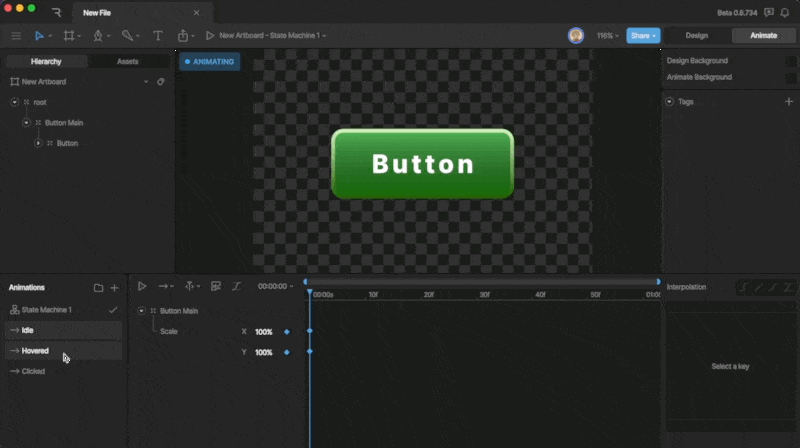 New File
Beta 0.8.734
New Artboard - State Machine 1
116%
Share
Design
Animate
Hierarchy
Assets
ANIMATING
Design Background
New Artboard
Animate Background
root
Tags
Button Main
Button
Button
Animations
00:00:00
00:00s
10f
20f
30f
40f
50f
01:00
Interpolation
State Machine 1
Button Main
Idle
Scale
X
100%
Hovered
Y
100%
Clicked
Select a key